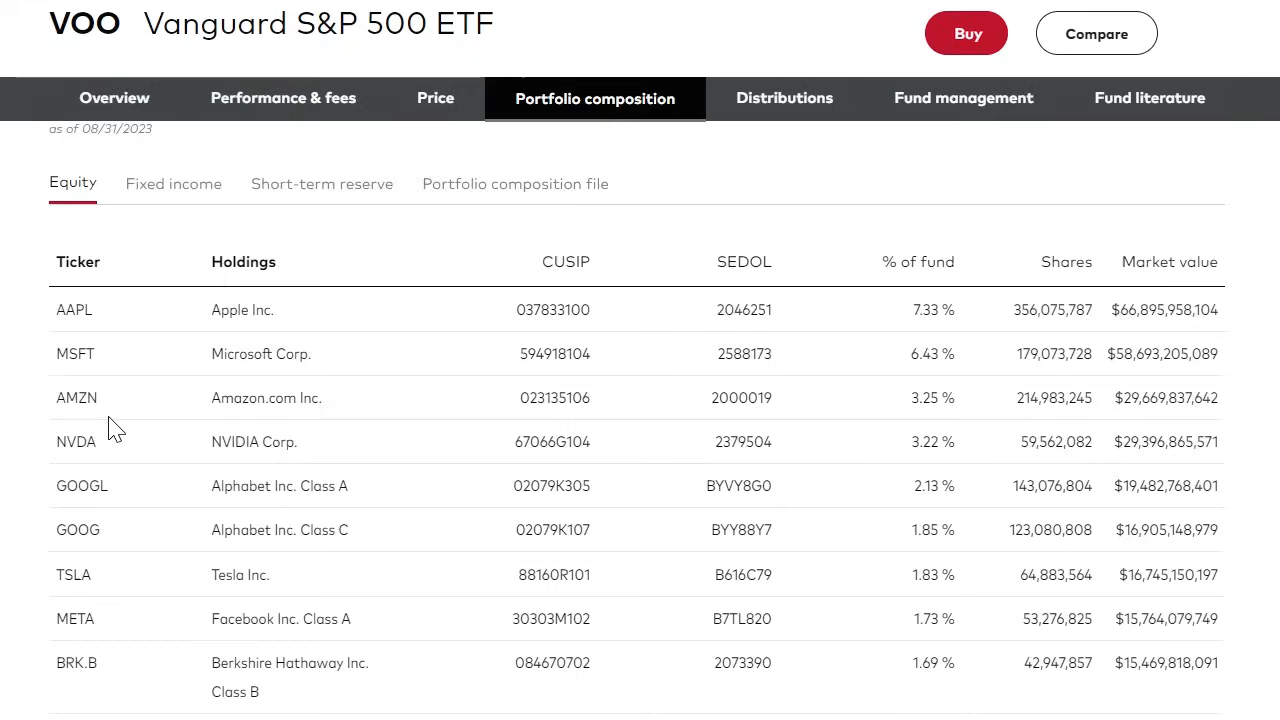 VOO Vanguard S&P 500 ETF
Buy Compare
Overview Performance & fees Price Portfolio composition Distributions Fund management Fund literature
as of 08/31/2023
Equity Fixed income Short-term reserve Portfolio composition file
Ticker Holdings CUSIP SEDOL % of fund Shares Market value
AAPL Apple Inc. 037833100 2046251 7.33 % 356,075,787 $66,895,958,104
MSFT Microsoft Corp. 594918104 2588173 6.43 % 179,073,728 $58,693,205,089
AMZN Amazon.com Inc. 023135106 2000019 3.25 % 214,983,245 $29,669,837,642
NVDA NVIDIA Corp. 67066G104 2379504 3.22 % 59,562,082 $29,396,865,571
GOOGL Alphabet Inc. Class A 02079K305 BYVY8G0 2.13 % 143,076,804 $19,482,768,401
GOOG Alphabet Inc. Class C 02079K107 BYY88Y7 1.85 % 123,080,808 $16,905,148,979
TSLA Tesla Inc. 88160R101 B616C79 1.83 % 64,883,564 $16,745,150,197
META Facebook Inc. Class A 30303M102 B7TL820 1.73 % 53,276,825 $15,764,079,749
BRK.B Berkshire Hathaway Inc. 084670702 2073390 1.69 % 42,947,857 $15,469,818,091
Class B